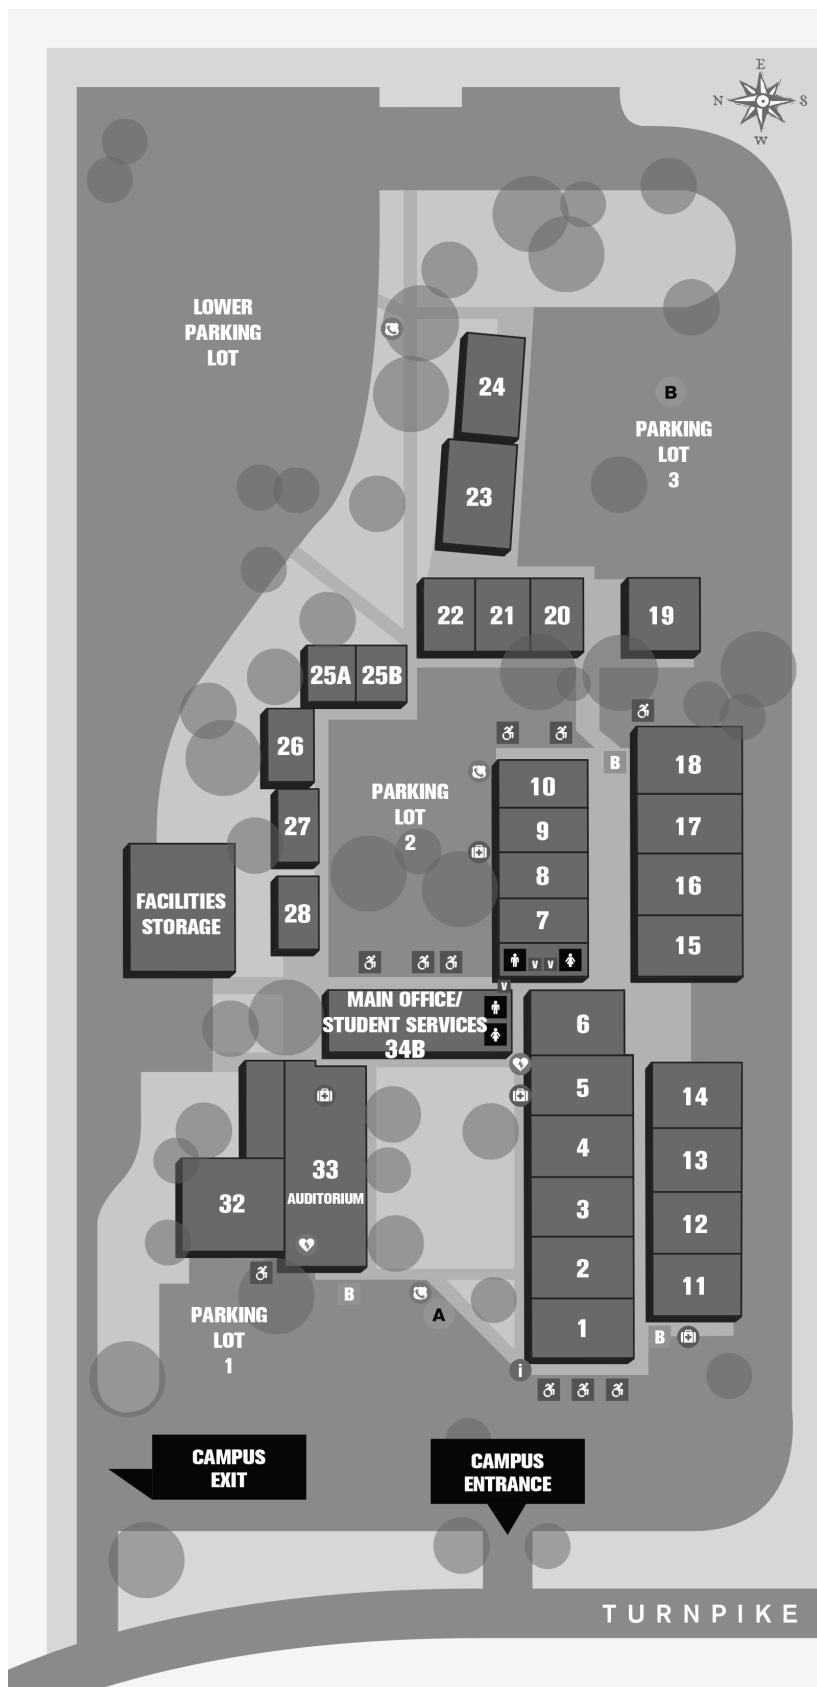 E
N S
W
LOWER
PARKING
LOT
24
B
PARKING
LOT
3
23
22 21 20 19
25A 25B
26
18
B
10
PARKING
LOT
2
27
17
9
8
16
FACILITIES
STORAGE
28
7
15
V V
V
MAIN OFFICE/
STUDENT SERVICES
34B
6
5
14
4
13
33
AUDITORIUM
32
3
12
2
11
B
A
PARKING
LOT
1
1
B
i
CAMPUS
EXIT
CAMPUS
ENTRANCE
TURNPIKE